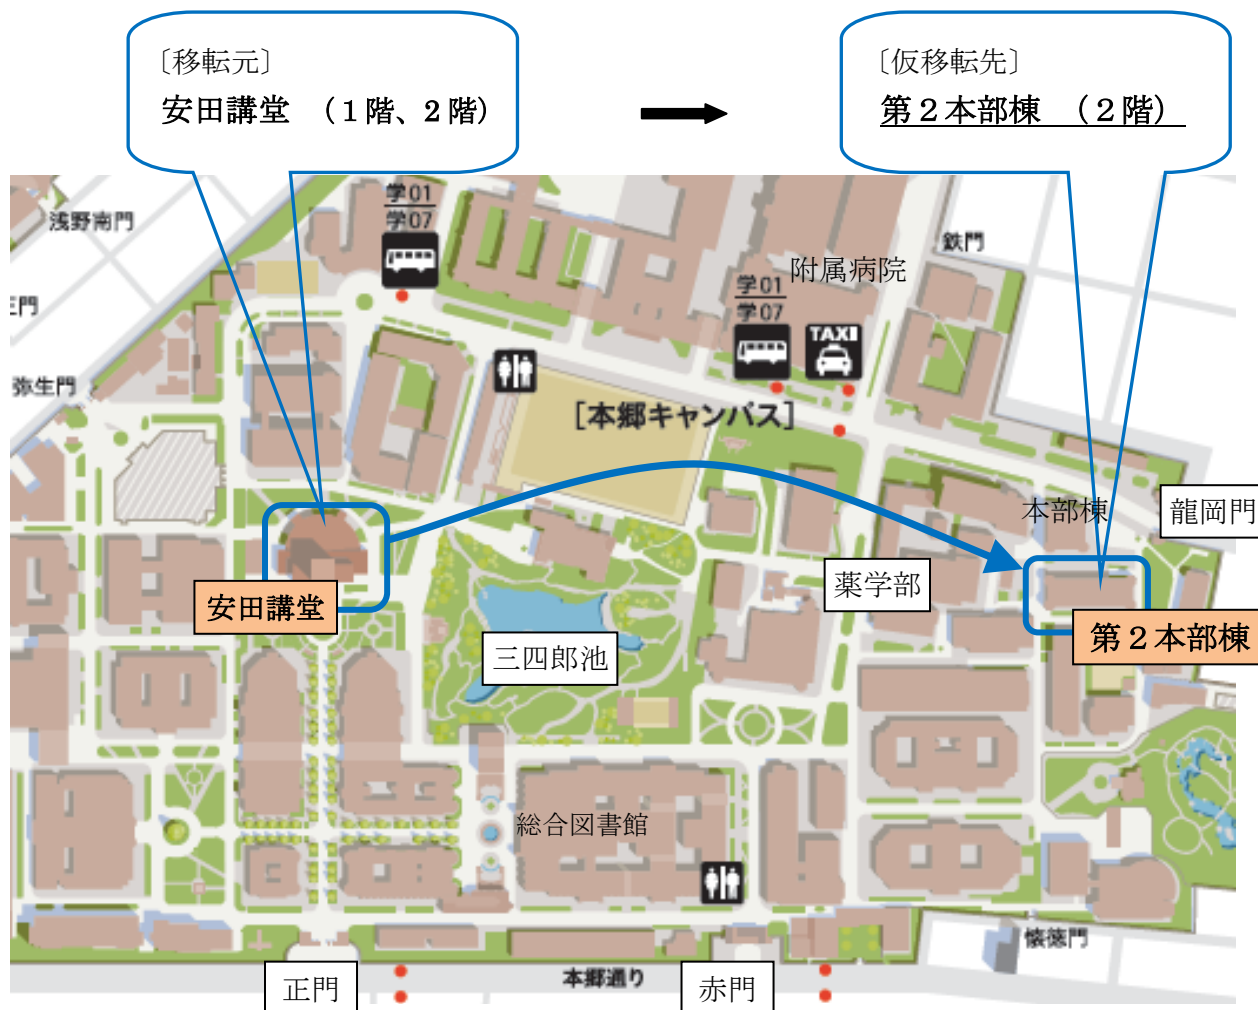 〔移転元〕
安田講堂　（１階、２階）
〔仮移転先〕
第２本部棟　（２階）
学01
学07
浅野南門
鉄門
附属病院
学01
学07
TAXI
弥生門
［本郷キャンパス］
本部棟
龍岡門
薬学部
安田講堂
第２本部棟
三四郎池
総合図書館
懐徳門
正門
本郷通り
赤門